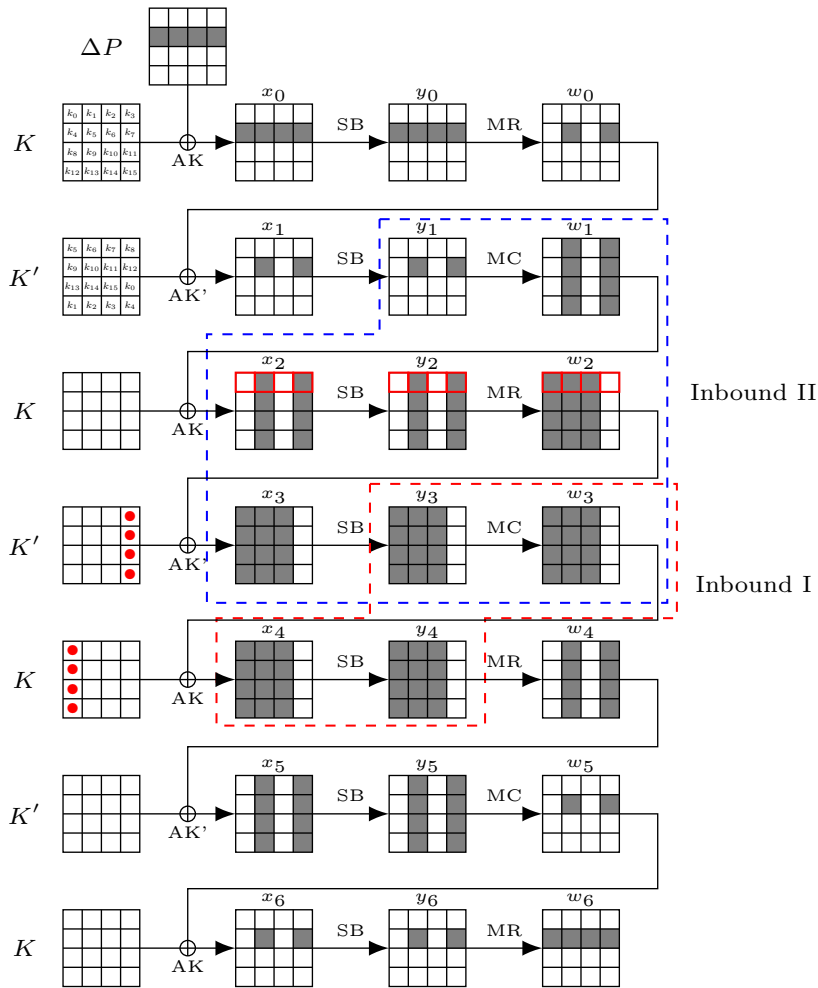 ΔP
x₀ y₀ w₀
K
k₀ k₁ k₂ k₃
k₄ k₅ k₆ k₇
k₈ k₉ k₁₀ k₁₁
k₁₂ k₁₃ k₁₄ k₁₅
AK SB MR
x₁ y₁ w₁
K′
k₅ k₆ k₇ k₈
k₉ k₁₀ k₁₁ k₁₂
k₁₃ k₁₄ k₁₅ k₀
k₁ k₂ k₃ k₄
AK' SB MC
x₂ y₂ w₂
K AK SB MR
Inbound II
x₃ y₃ w₃
K′ AK' SB MC
Inbound I
x₄ y₄ w₄
K AK SB MR
x₅ y₅ w₅
K′ AK' SB MC
x₆ y₆ w₆
K AK SB MR